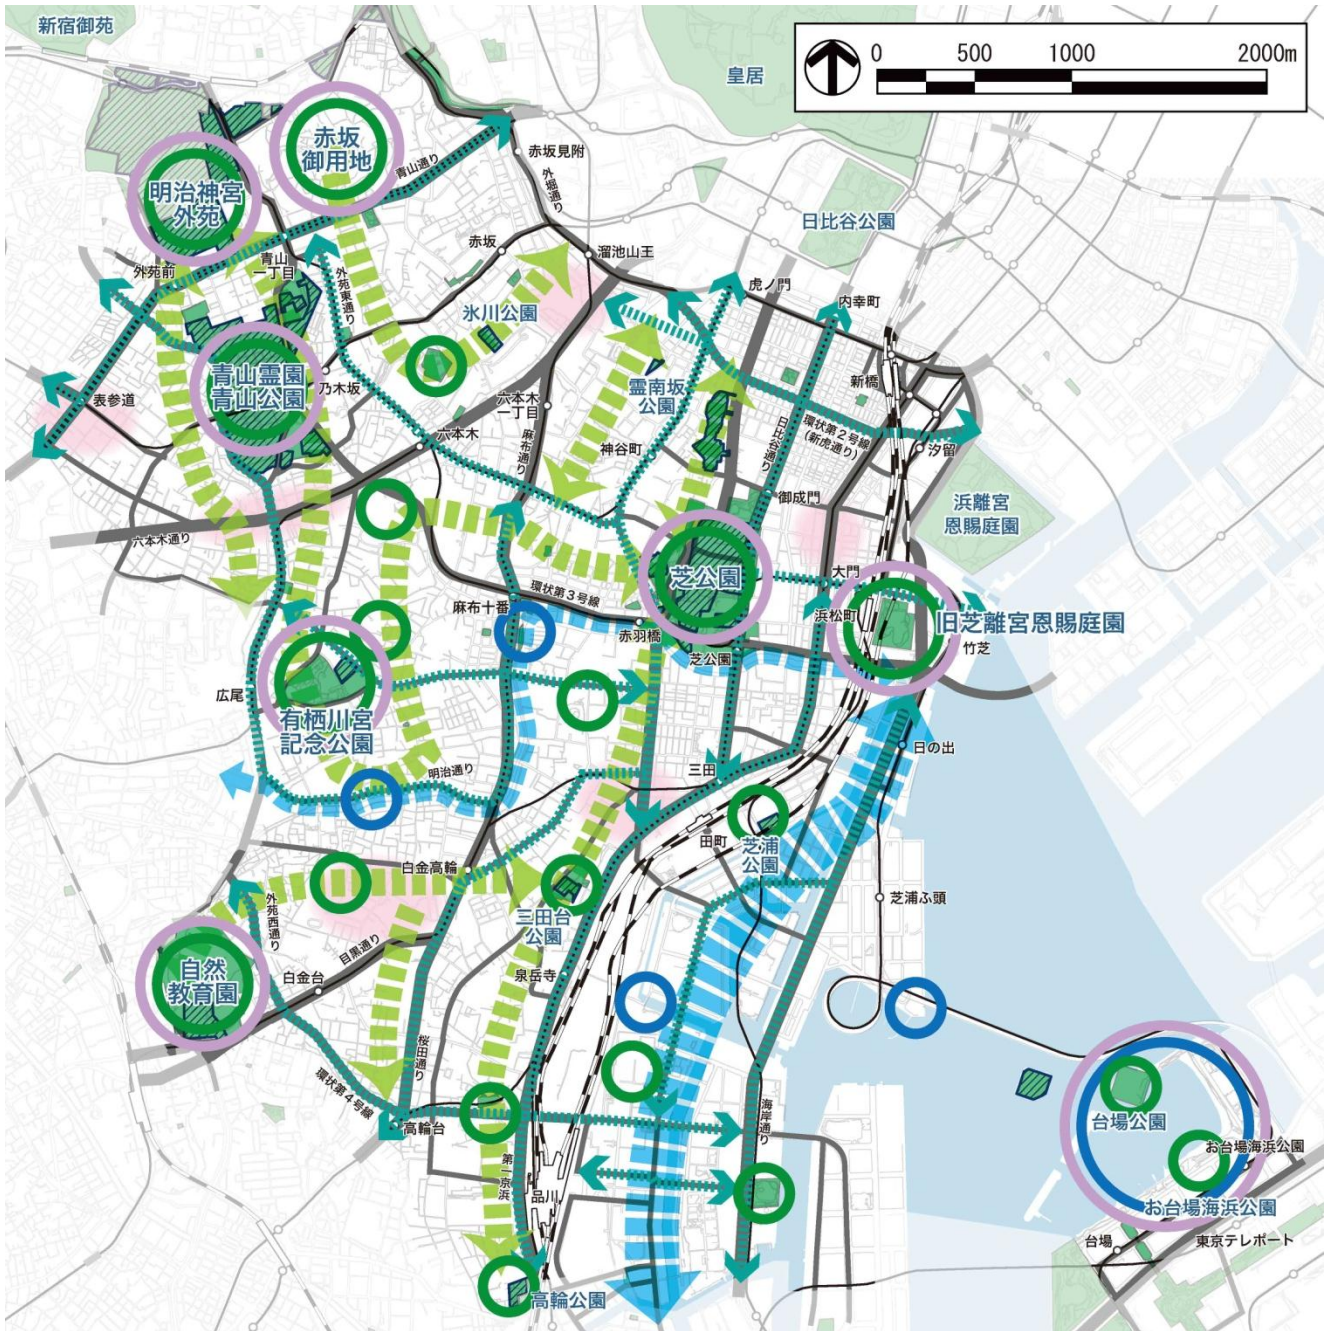 新宿御苑
皇居
0 500 1000 2000m
赤坂
御用地
青山通り
赤坂見附
外堀通り
明治神宮
外苑
日比谷公園
外苑前
青山
一丁目
外苑東通り
赤坂
溜池山王
虎ノ門
内幸町
氷川公園
新橋
青山霊園
青山公園
乃木坂
霊南坂
公園
表参道
六本木
一丁目
六本木
麻布通り
神谷町
日比谷通り
環状第2号線
(新虎通り)
汐留
御成門
浜離宮
恩賜庭園
六本木通り
芝公園
大門
環状第3号線
麻布十番
赤羽橋
浜松町
旧芝離宮恩賜庭園
竹芝
芝公園
広尾
有栖川宮
記念公園
日の出
明治通り
三田
田町
芝浦
公園
白金高輪
芝浦ふ頭
外苑西通り
三田台
公園
目黒通り
自然
教育園
白金台
泉岳寺
桜田通り
環状第4号線
海岸通り
高輪台
台場公園
お台場海浜公園
第一京浜
品川
お台場海浜公園
台場
東京テレポート
高輪公園